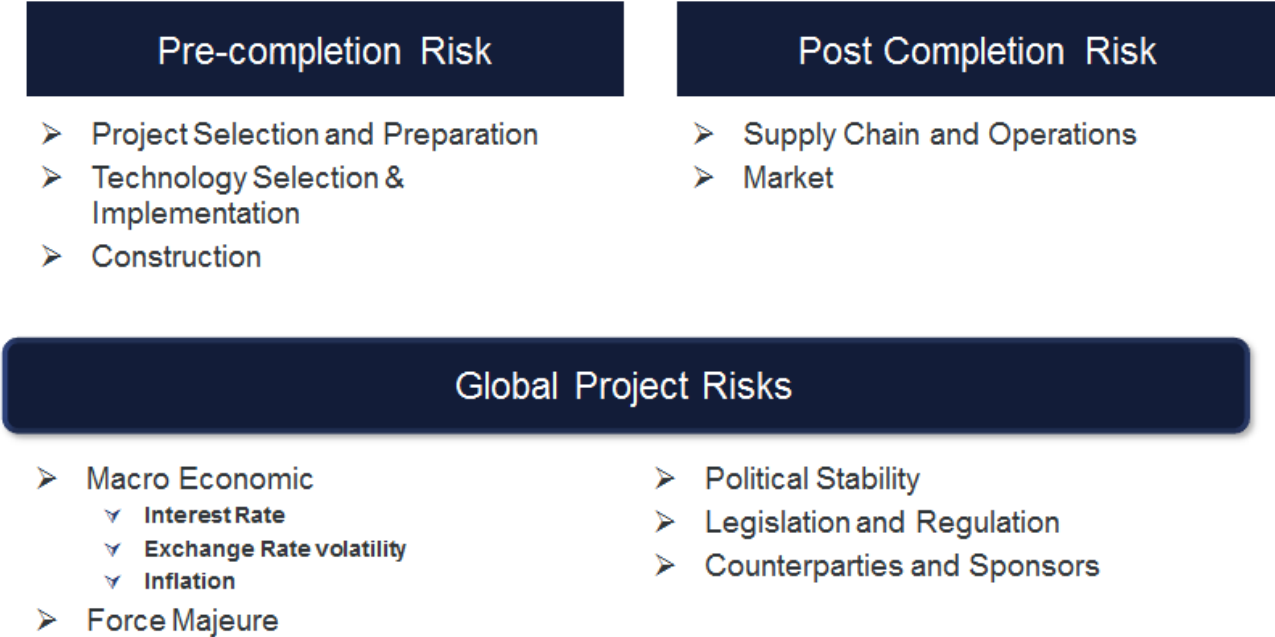 Pre-completion Risk
Project Selection and Preparation
Technology Selection &
Implementation
Construction
Post Completion Risk
Supply Chain and Operations
Market
Global Project Risks
Macro Economic
Interest Rate
Exchange Rate volatility
Inflation
Force Majeure
Political Stability
Legislation and Regulation
Counterparties and Sponsors